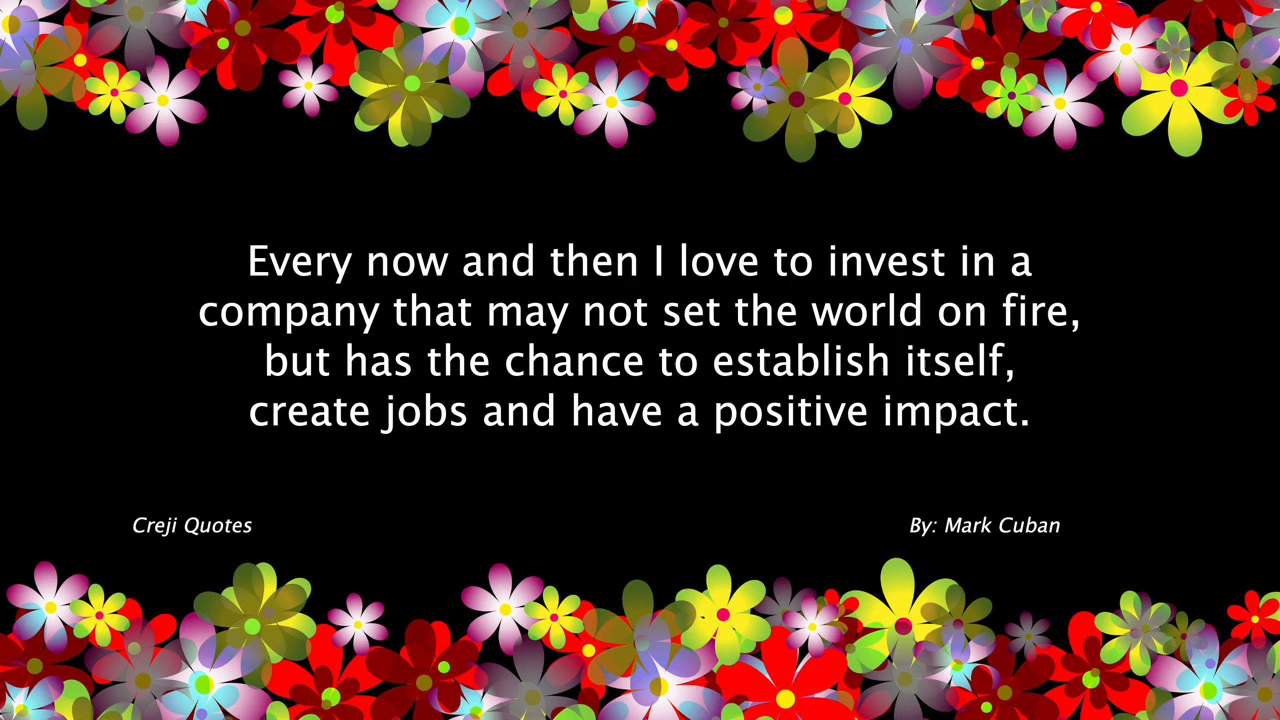 Every now and then I love to invest in a
company that may not set the world on fire,
but has the chance to establish itself,
create jobs and have a positive impact.
Creji Quotes
By: Mark Cuban